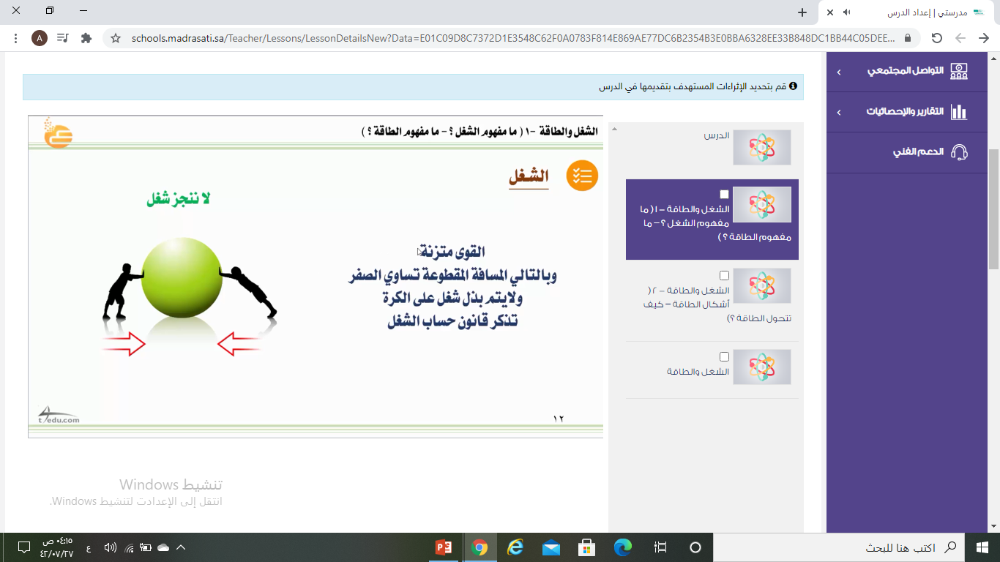 مدرستي | إعداد الدرس
schools.madrasati.sa/Teacher/Lessons/LessonDetailsNew?Data=E01C09D8C7372D1E3548C62F0A0783F814E869AE77DC6B2354B3E0BBA6328EE33B848DC1BB44C05DEE...
A
التواصل المجتمعي
التقارير والإحصائيات
الدعم الفني
قم بتحديد الإثراءات المستهدف بتقديمها في الدرس
الدرس
الشغل والطاقة -١( ما
مفهوم الشغل ؟ – ما
مفهوم الطاقة ؟ )
الشغل والطاقة - ٢(
أشكال الطاقة – كيف
تتحول الطاقة ؟)
الشغل والطاقة
الشغل والطاقة -١ ( ما مفهوم الشغل ؟ - ما مفهوم الطاقة ؟ )
الشغل
لا ننجز شغل
القوى متزنة
وبالتالي المسافة المقطوعة تساوي الصفر
ولايتم بذل شغل على الكرة
تذكر قانون حساب الشغل
١٢
t4edu.com
تنشيط Windows
انتقل إلى الإعدادات لتنشيط Windows.
اكتب هنا للبحث
ع
٠٤:١٥ ص
٤٢/٠٧/٢٧